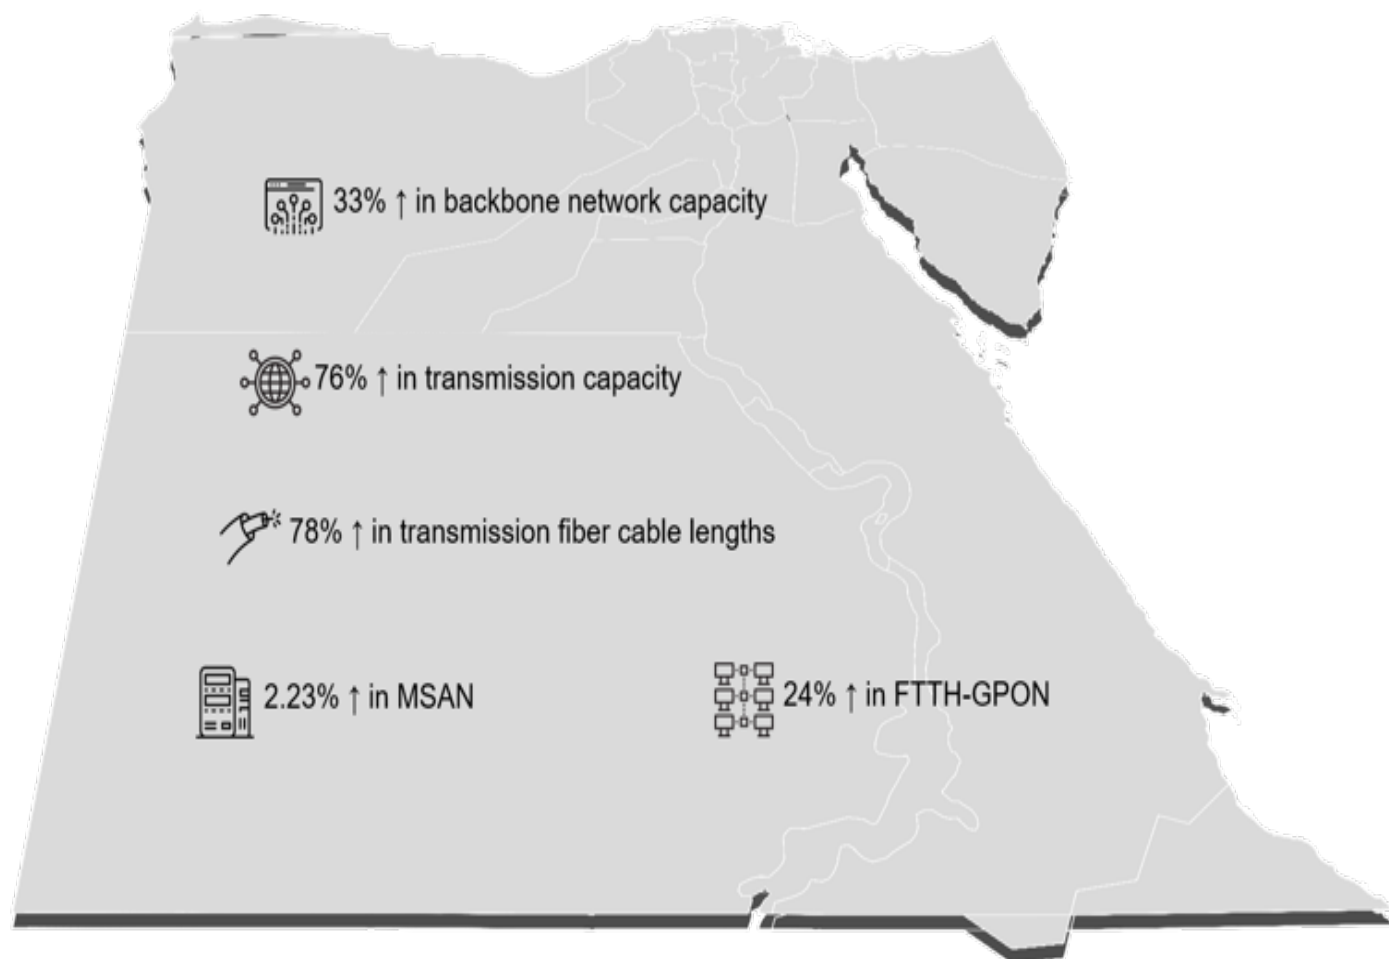 33% ↑ in backbone network capacity
76% ↑ in transmission capacity
78% ↑ in transmission fiber cable lengths
2.23% ↑ in MSAN
24% ↑ in FTTH-GPON